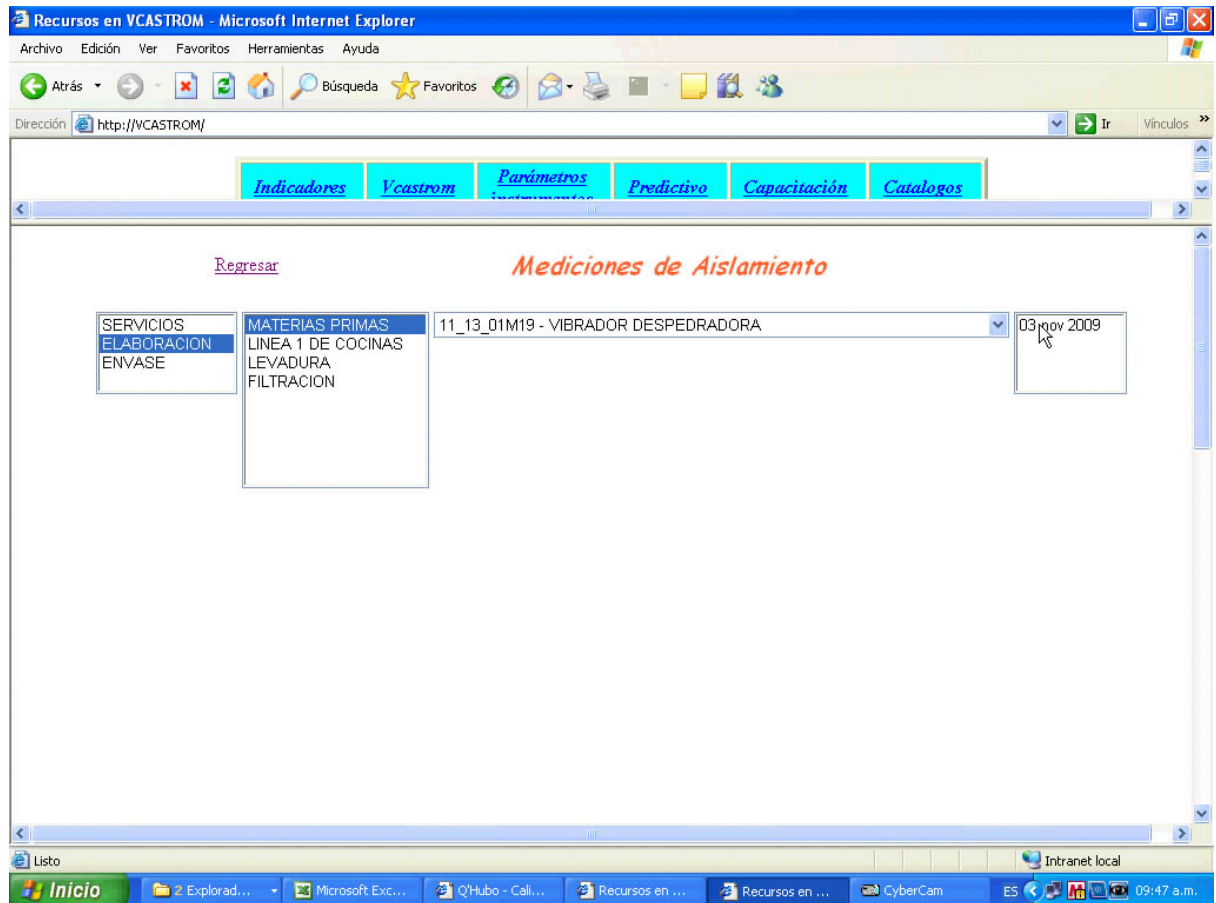 Recursos en VCASTROM - Microsoft Internet Explorer
Archivo Edición Ver Favoritos Herramientas Ayuda
Atrás Búsqueda Favoritos
Dirección http://VCASTROM/ Ir Vínculos »
Indicadores Vcastrom Parámetros instrumentos Predictivo Capacitación Catalogos
Regresar Mediciones de Aislamiento
SERVICIOS
ELABORACION
ENVASE
MATERIAS PRIMAS
LINEA 1 DE COCINAS
LEVADURA
FILTRACION
11_13_01M19 - VIBRADOR DESPEDRADORA
03 nov 2009
Listo Intranet local
Inicio 2 Explorad... Microsoft Exc... Q'Hubo - Cali... Recursos en ... Recursos en ... CyberCam ES 09:47 a.m.